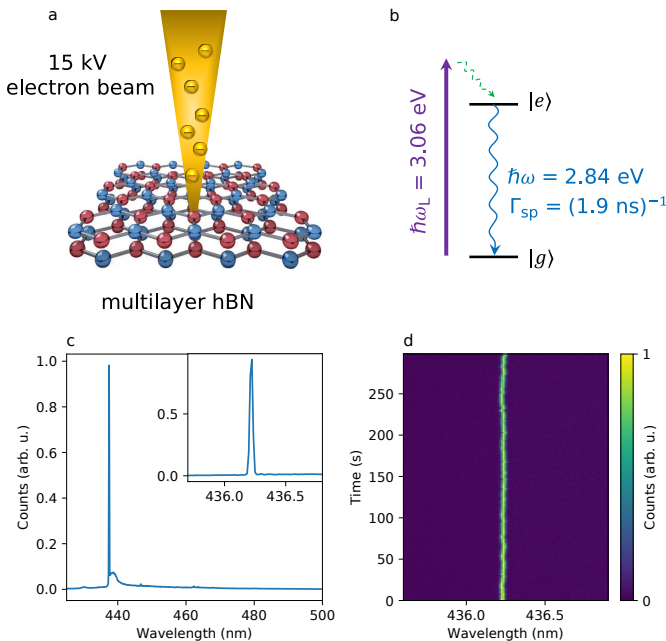 a
15 kV
electron beam
multilayer hBN
b
ℏω_L = 3.06 eV
|e⟩
ℏω = 2.84 eV
Γ_sp = (1.9 ns)⁻¹
|g⟩
c
Counts (arb. u.)
1.0
0.8
0.6
0.4
0.2
0.0
440
460
480
500
Wavelength (nm)
0.5
0.0
436.0
436.5
d
Time (s)
250
200
150
100
50
0
436.0
436.5
Wavelength (nm)
1
0
Counts (arb. u.)